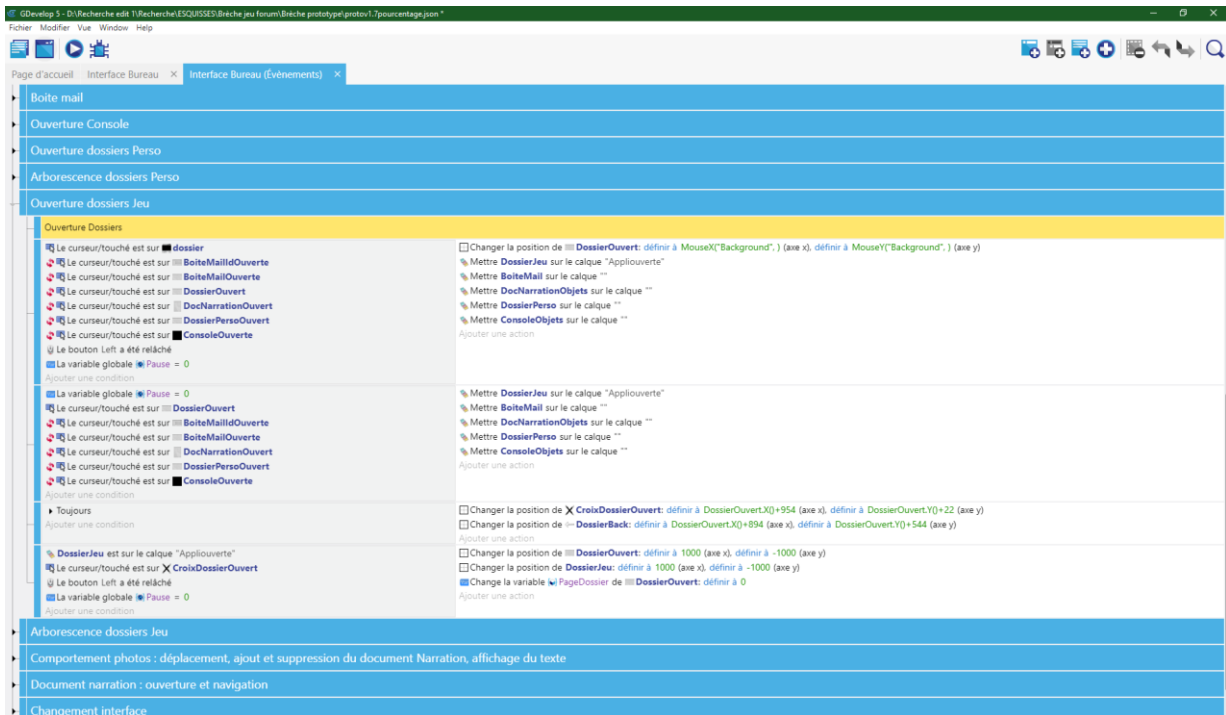 GDevelop 5 - D:\Recherche edit 1\Recherche\ESQUISSES\Brèche jeu forum\Brèche prototype\protov1.7pourcentage.json *
Fichier Modifier Vue Window Help
Page d'accueil Interface Bureau × Interface Bureau (Événements) ×
Boite mail
Ouverture Console
Ouverture dossiers Perso
Arborescence dossiers Perso
Ouverture dossiers Jeu
Ouverture Dossiers
Le curseur/touché est sur dossier
Le curseur/touché est sur BoiteMailIdOuverte
Le curseur/touché est sur BoiteMailOuverte
Le curseur/touché est sur DossierOuvert
Le curseur/touché est sur DocNarrationOuvert
Le curseur/touché est sur DossierPersoOuvert
Le curseur/touché est sur ConsoleOuverte
Le bouton Left a été relâché
La variable globale Pause = 0
Ajouter une condition
Changer la position de DossierOuvert: définir à MouseX("Background", ) (axe x), définir à MouseY("Background", ) (axe y)
Mettre DossierJeu sur le calque "Appliouverte"
Mettre BoiteMail sur le calque ""
Mettre DocNarrationObjets sur le calque ""
Mettre DossierPerso sur le calque ""
Mettre ConsoleObjets sur le calque ""
Ajouter une action
La variable globale Pause = 0
Le curseur/touché est sur DossierOuvert
Le curseur/touché est sur BoiteMailIdOuverte
Le curseur/touché est sur BoiteMailOuverte
Le curseur/touché est sur DocNarrationOuvert
Le curseur/touché est sur DossierPersoOuvert
Le curseur/touché est sur ConsoleOuverte
Ajouter une condition
Mettre DossierJeu sur le calque "Appliouverte"
Mettre BoiteMail sur le calque ""
Mettre DocNarrationObjets sur le calque ""
Mettre DossierPerso sur le calque ""
Mettre ConsoleObjets sur le calque ""
Ajouter une action
Toujours
Ajouter une condition
Changer la position de CroixDossierOuvert: définir à DossierOuvert.X()+954 (axe x), définir à DossierOuvert.Y()+22 (axe y)
Changer la position de DossierBack: définir à DossierOuvert.X()+894 (axe x), définir à DossierOuvert.Y()+544 (axe y)
Ajouter une action
DossierJeu est sur le calque "Appliouverte"
Le curseur/touché est sur CroixDossierOuvert
Le bouton Left a été relâché
La variable globale Pause = 0
Ajouter une condition
Changer la position de DossierOuvert: définir à 1000 (axe x), définir à -1000 (axe y)
Changer la position de DossierJeu: définir à 1000 (axe x), définir à -1000 (axe y)
Change la variable PageDossier de DossierOuvert: définir à 0
Ajouter une action
Arborescence dossiers Jeu
Comportement photos : déplacement, ajout et suppression du document Narration, affichage du texte
Document narration : ouverture et navigation
Changement interface